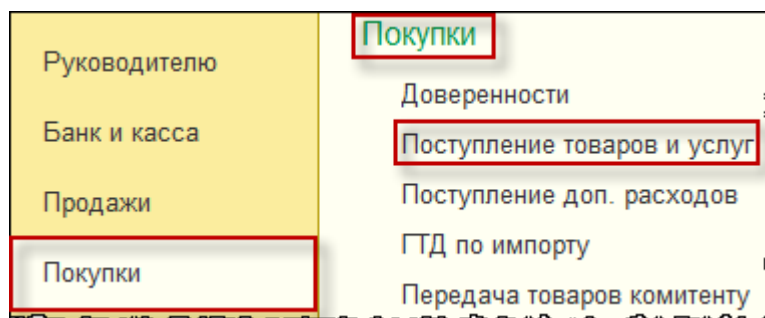 Руководителю
Банк и касса
Продажи
Покупки
Покупки
Доверенности
Поступление товаров и услуг
Поступление доп. расходов
ГТД по импорту
Передача товаров комитенту